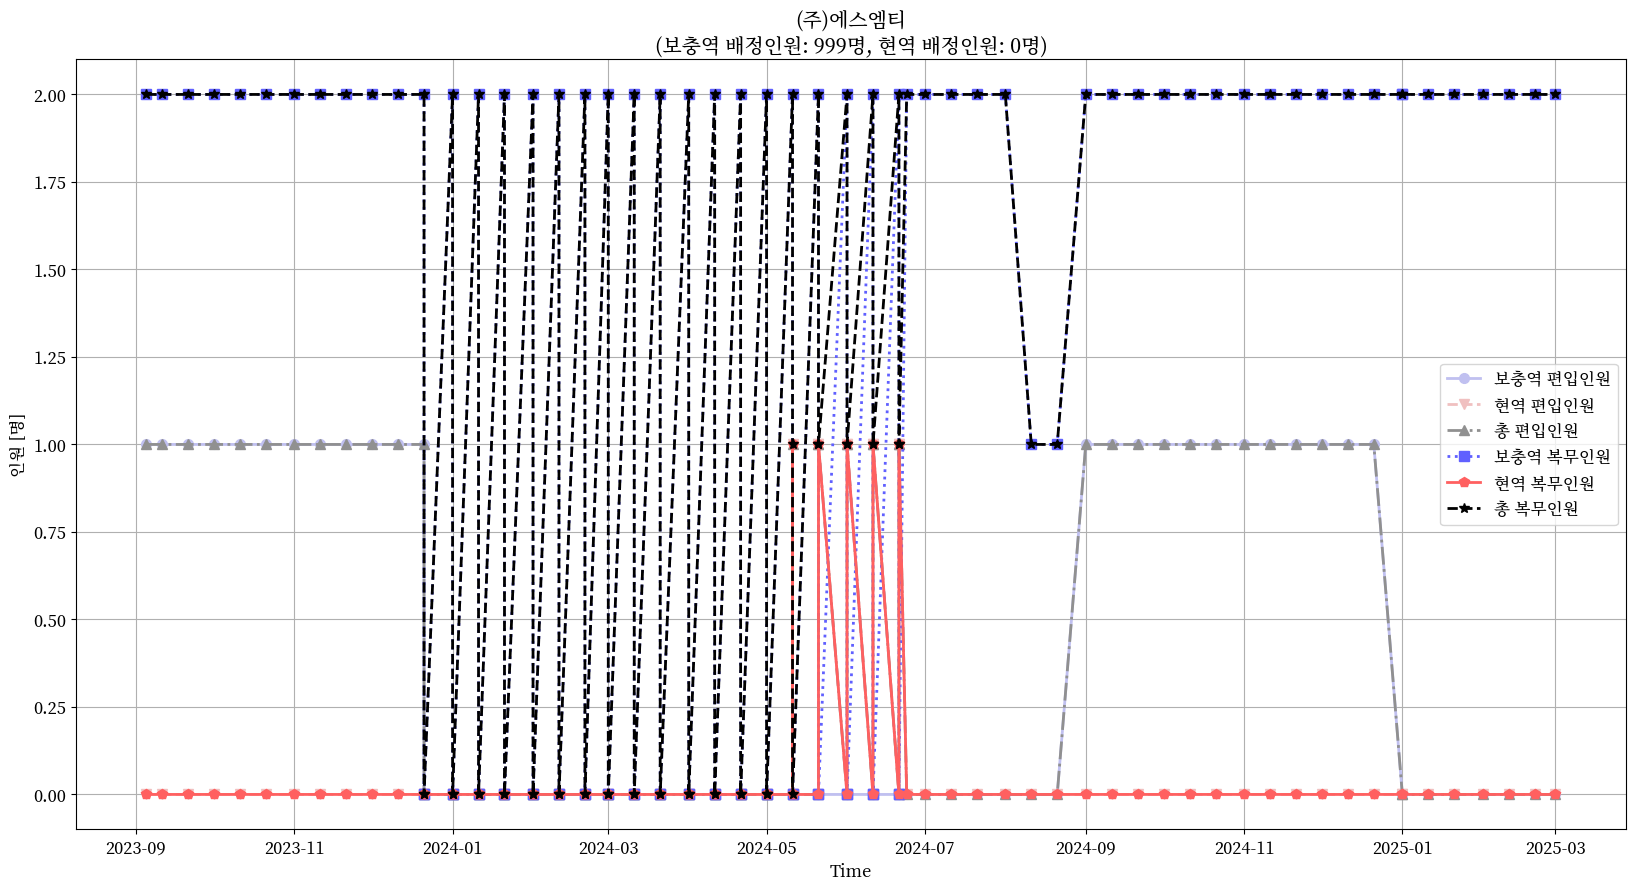 (주)에스엠티
(보충역 배정인원: 999명, 현역 배정인원: 0명)
인원 [명]
2.00
1.75
1.50
1.25
1.00
0.75
0.50
0.25
0.00
보충역 편입인원
현역 편입인원
총 편입인원
보충역 복무인원
현역 복무인원
총 복무인원
2023-09
2023-11
2024-01
2024-03
2024-05
2024-07
2024-09
2024-11
2025-01
2025-03
Time